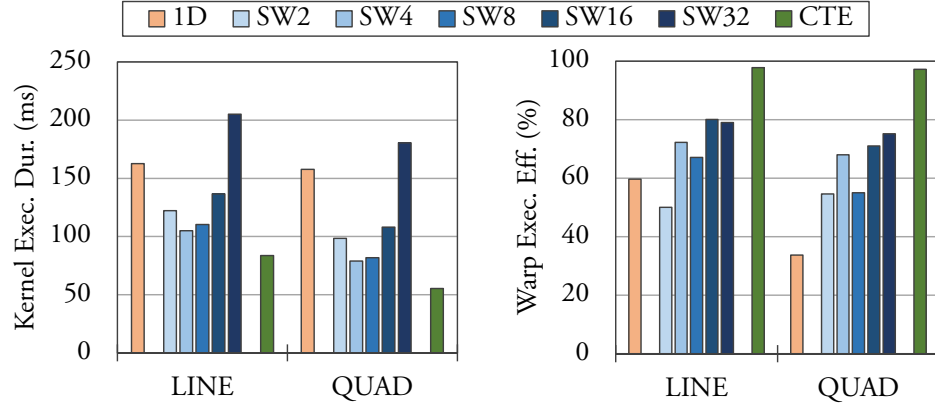 1D SW2 SW4 SW8 SW16 SW32 CTE
Kernel Exec. Dur. (ms)
250
200
150
100
50
0
LINE QUAD
Warp Exec. Eff. (%)
100
80
60
40
20
0
LINE QUAD